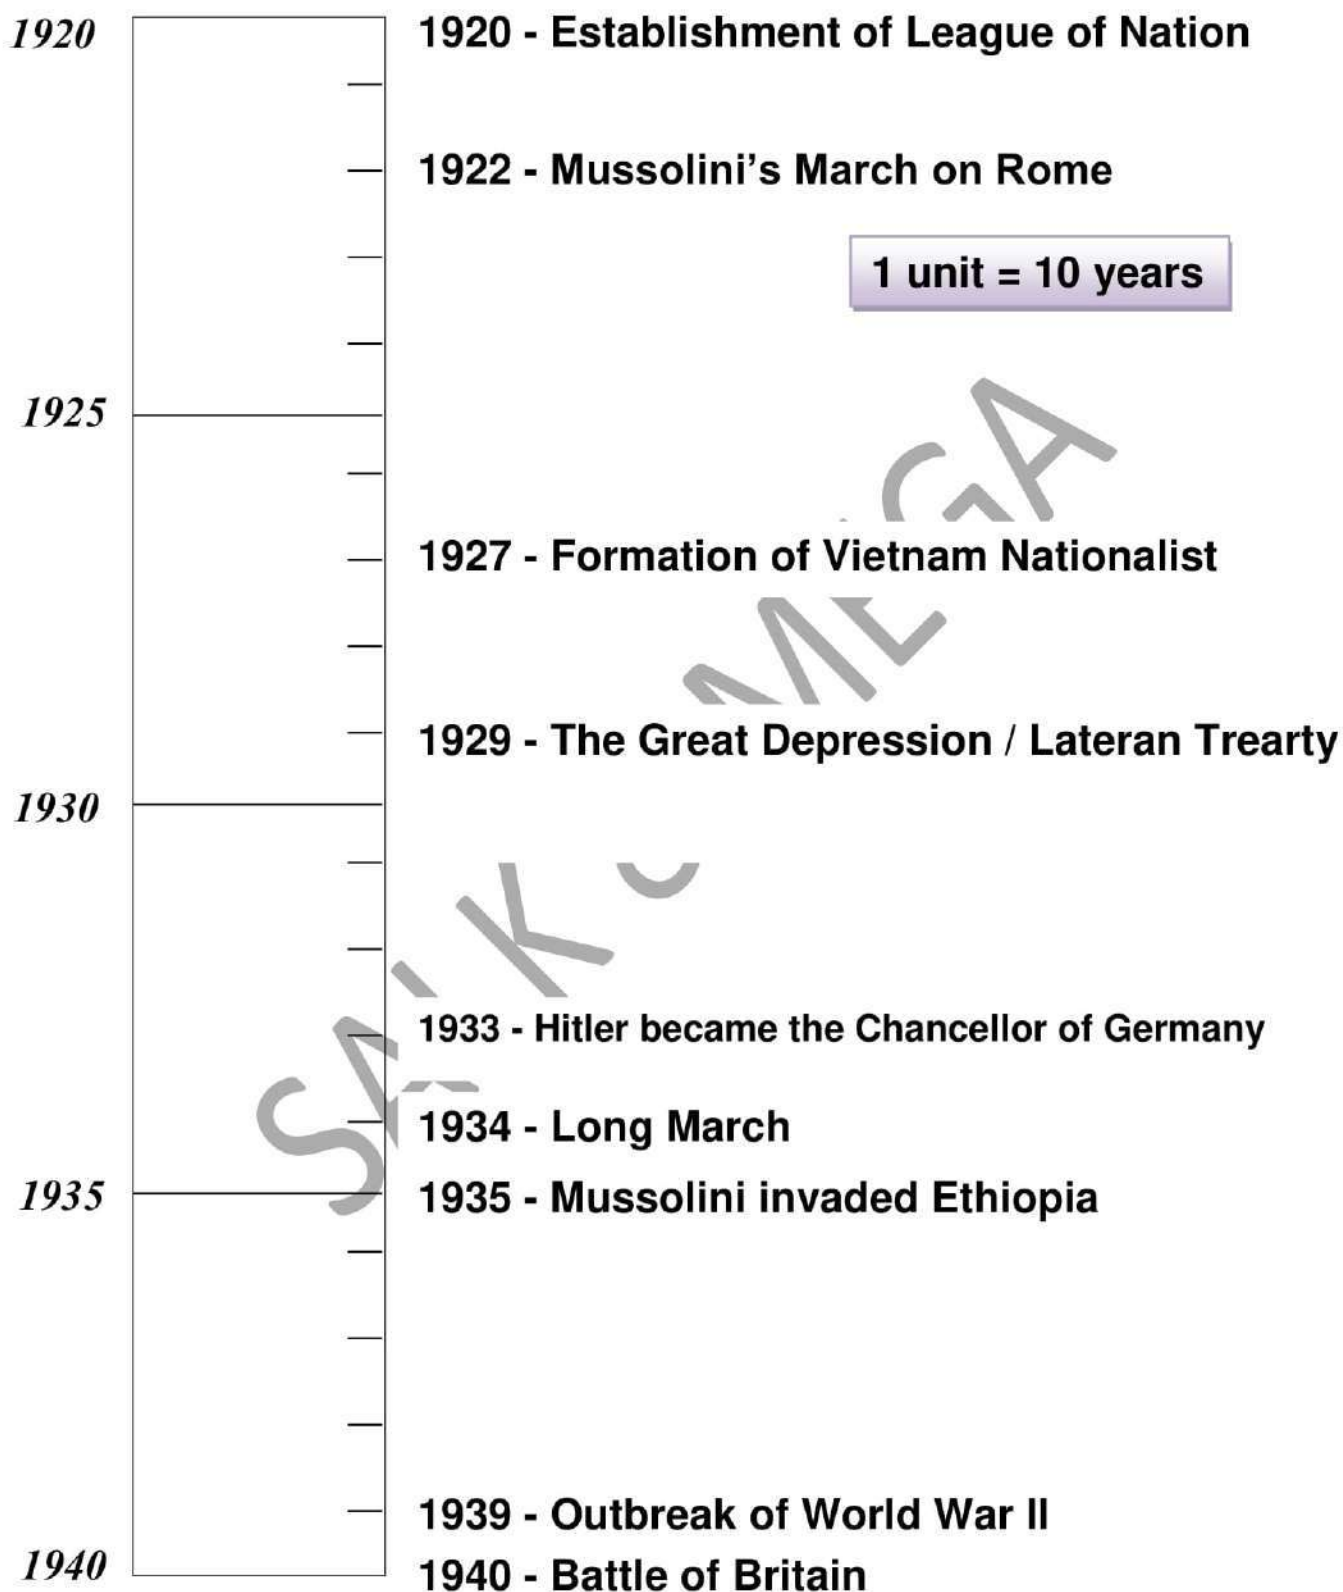 1920 1920 - Establishment of League of Nation
1922 - Mussolini's March on Rome
1 unit = 10 years
1925
1927 - Formation of Vietnam Nationalist
1929 - The Great Depression / Lateran Trearty
1930
1933 - Hitler became the Chancellor of Germany
1934 - Long March
1935 1935 - Mussolini invaded Ethiopia
1939 - Outbreak of World War II
1940 1940 - Battle of Britain